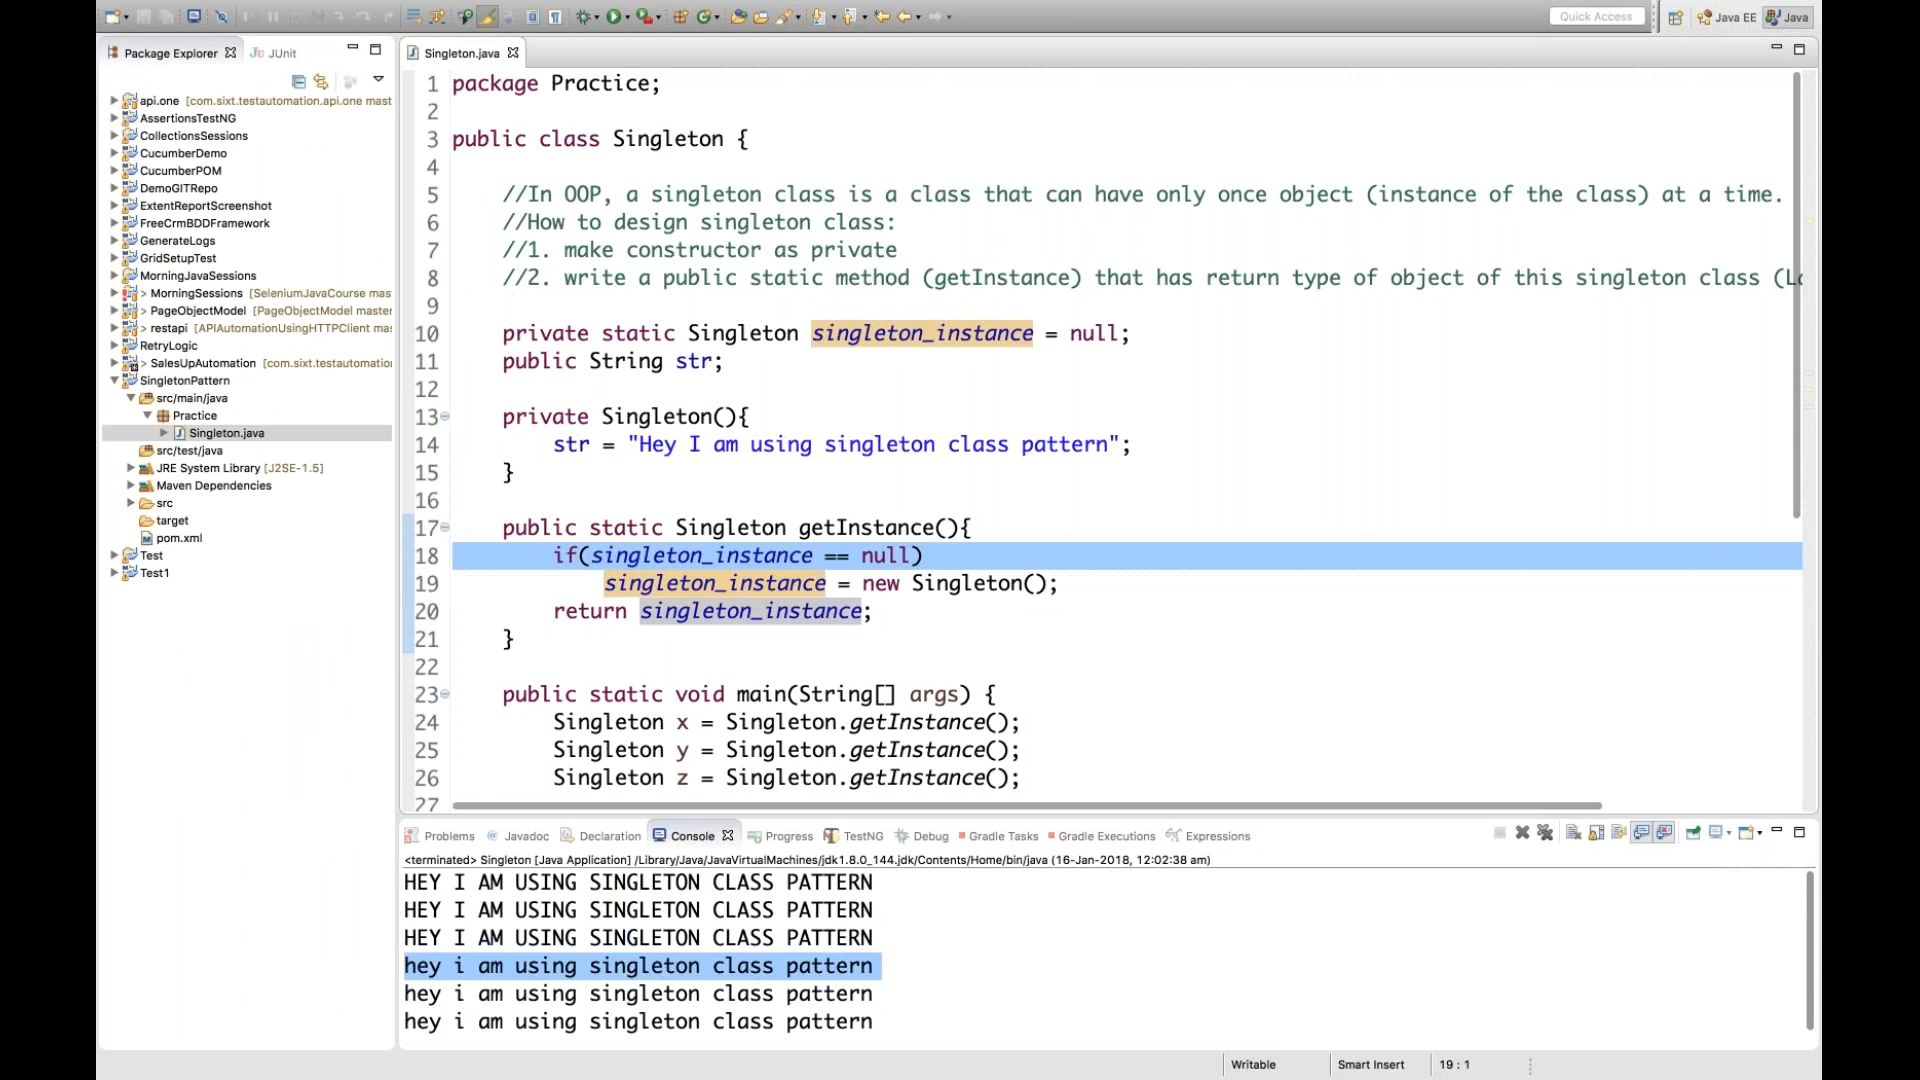 Quick Access
Java EE
Java
Package Explorer
JUnit
Singleton.java
api.one [com.sixt.testautomation.api.one mast
AssertionsTestNG
CollectionsSessions
CucumberDemo
CucumberPOM
DemoGITRepo
ExtentReportScreenshot
FreeCrmBDDFramework
GenerateLogs
GridSetupTest
MorningJavaSessions
> MorningSessions [SeleniumJavaCourse mas
> PageObjectModel [PageObjectModel master
> restapi [APIAutomationUsingHTTPClient mas
RetryLogic
> SalesUpAutomation [com.sixt.testautomatio
SingletonPattern
src/main/java
Practice
Singleton.java
src/test/java
JRE System Library [J2SE-1.5]
Maven Dependencies
src
target
pom.xml
Test
Test1
1 package Practice;
2
3 public class Singleton {
4
5 //In OOP, a singleton class is a class that can have only once object (instance of the class) at a time.
6 //How to design singleton class:
7 //1. make constructor as private
8 //2. write a public static method (getInstance) that has return type of object of this singleton class (
9
10 private static Singleton singleton_instance = null;
11 public String str;
12
13 private Singleton(){
14 str = "Hey I am using singleton class pattern";
15 }
16
17 public static Singleton getInstance(){
18 if(singleton_instance == null)
19 singleton_instance = new Singleton();
20 return singleton_instance;
21 }
22
23 public static void main(String[] args) {
24 Singleton x = Singleton.getInstance();
25 Singleton y = Singleton.getInstance();
26 Singleton z = Singleton.getInstance();
27
Problems
Javadoc
Declaration
Console
Progress
TestNG
Debug
Gradle Tasks
Gradle Executions
Expressions
<terminated> Singleton [Java Application] /Library/Java/JavaVirtualMachines/jdk1.8.0_144.jdk/Contents/Home/bin/java (16-Jan-2018, 12:02:38 am)
HEY I AM USING SINGLETON CLASS PATTERN
HEY I AM USING SINGLETON CLASS PATTERN
HEY I AM USING SINGLETON CLASS PATTERN
hey i am using singleton class pattern
hey i am using singleton class pattern
hey i am using singleton class pattern
Writable
Smart Insert
19 : 1